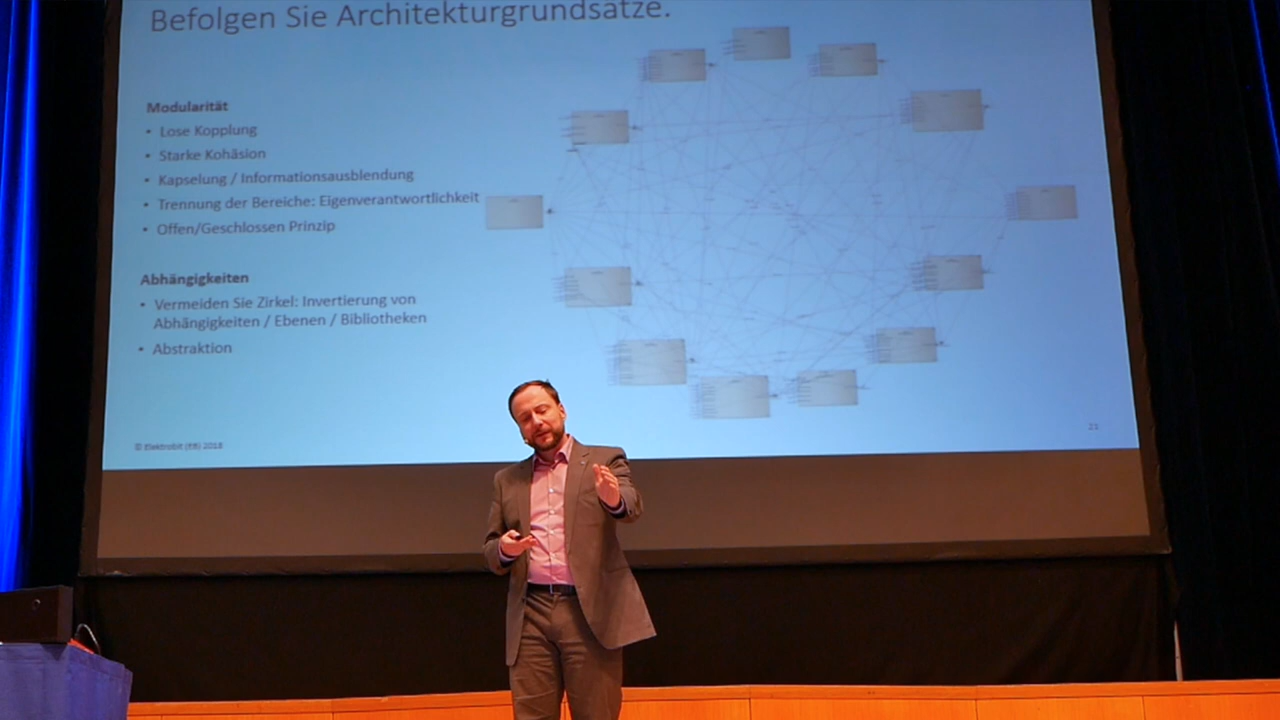 Befolgen Sie Architekturgrundsätze.
Modularität
• Lose Kopplung
• Starke Kohäsion
• Kapselung / Informationsausblendung
• Trennung der Bereiche: Eigenverantwortlichkeit
• Offen/Geschlossen Prinzip
Abhängigkeiten
• Vermeiden Sie Zirkel: Invertierung von
Abhängigkeiten / Ebenen / Bibliotheken
• Abstraktion
© Elektrobit (EB) 2018